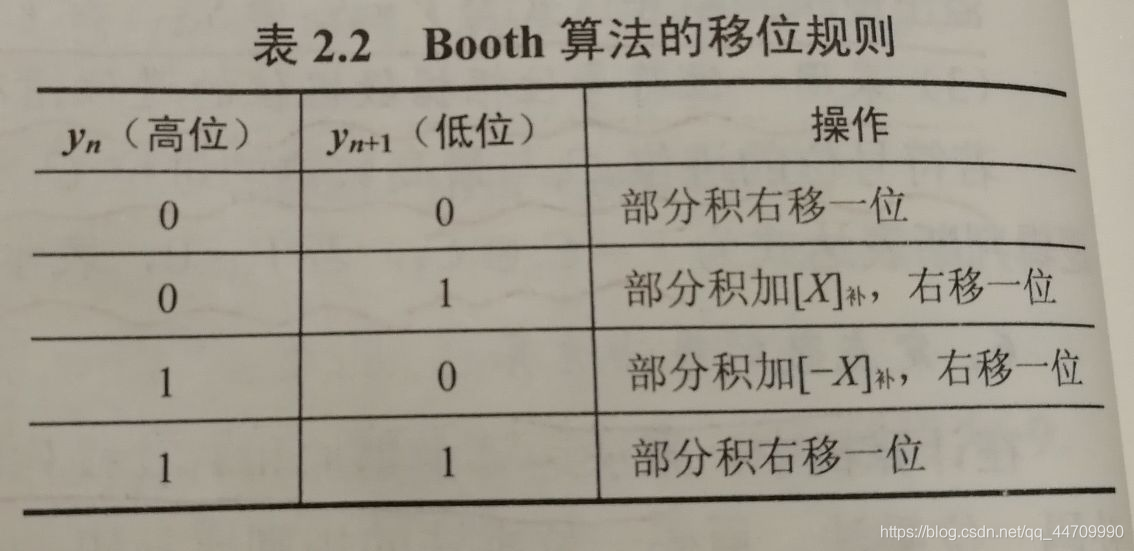 表 2.2 Booth 算法的移位规则
yn（高位） yn+1（低位） 操作
0 0 部分积右移一位
0 1 部分积加[X]补，右移一位
1 0 部分积加[−X]补，右移一位
1 1 部分积右移一位
https://blog.csdn.net/qq_44709990